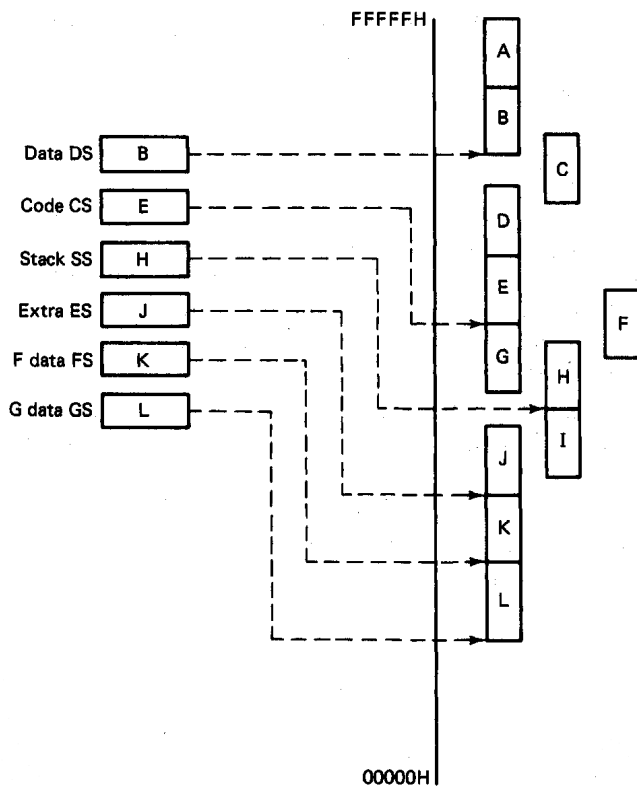 FFFFFH
A
B
Data DS B
C
Code CS E
D
Stack SS H
E
Extra ES J
F
F data FS K
G
H
G data GS L
I
J
K
L
00000H